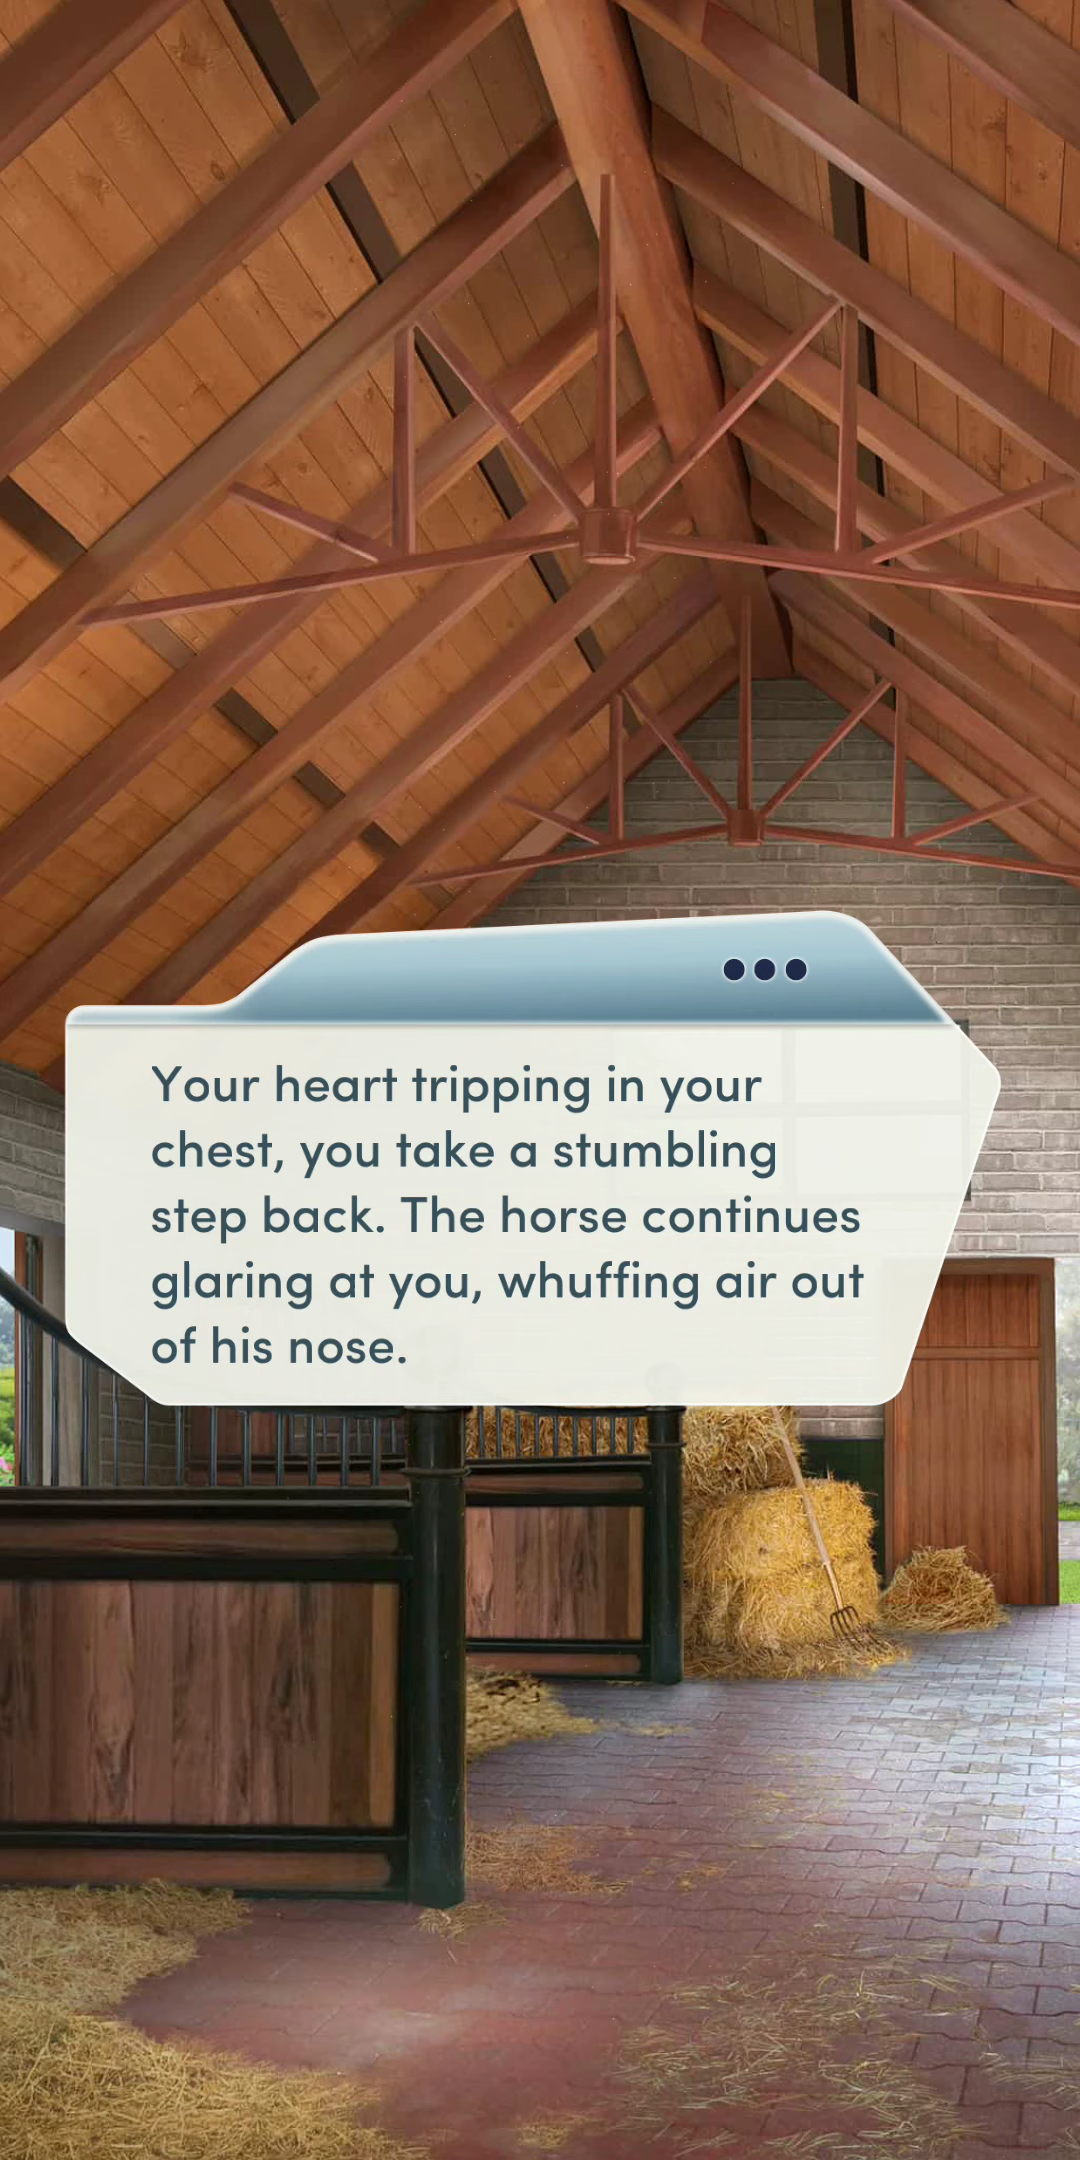 Your heart tripping in your
chest, you take a stumbling
step back. The horse continues
glaring at you, whuffing air out
of his nose.